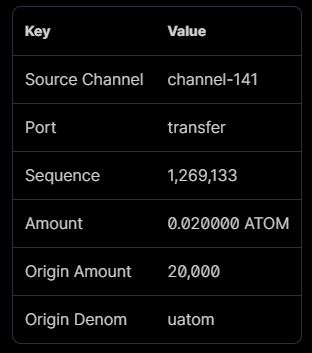 Key Value
Source Channel channel-141
Port transfer
Sequence 1,269,133
Amount 0.020000 ATOM
Origin Amount 20,000
Origin Denom uatom